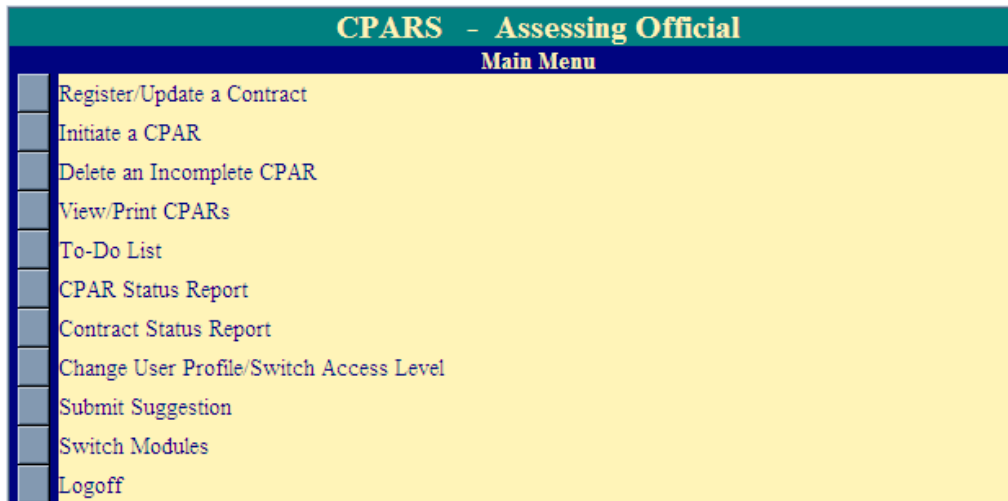 CPARS - Assessing Official
Main Menu
Register/Update a Contract
Initiate a CPAR
Delete an Incomplete CPAR
View/Print CPARs
To-Do List
CPAR Status Report
Contract Status Report
Change User Profile/Switch Access Level
Submit Suggestion
Switch Modules
Logoff